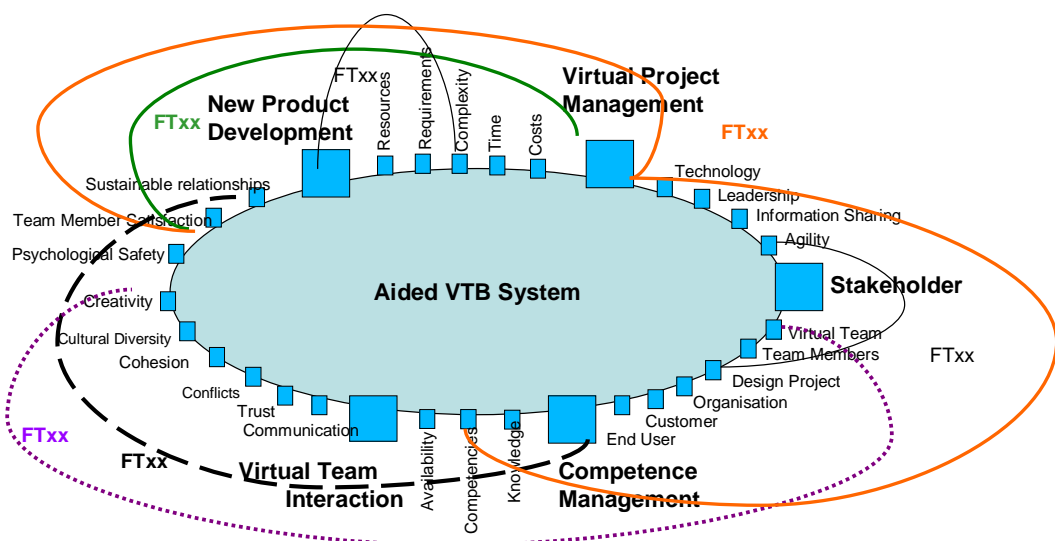 FTxx
Virtual Project
Management
New Product
Development
FTxx
FTxx
Resources
Requirements
Complexity
Time
Costs
Technology
Leadership
Information Sharing
Agility
Sustainable relationships
Team Member Satisfaction
Psychological Safety
Creativity
Cultural Diversity
Cohesion
Conflicts
Trust
Communication
Aided VTB System
Stakeholder
Virtual Team
Team Members
Design Project
Organisation
Customer
End User
FTxx
FTxx
FTxx
Virtual Team
Interaction
Availability
Competencies
Knowledge
Competence
Management